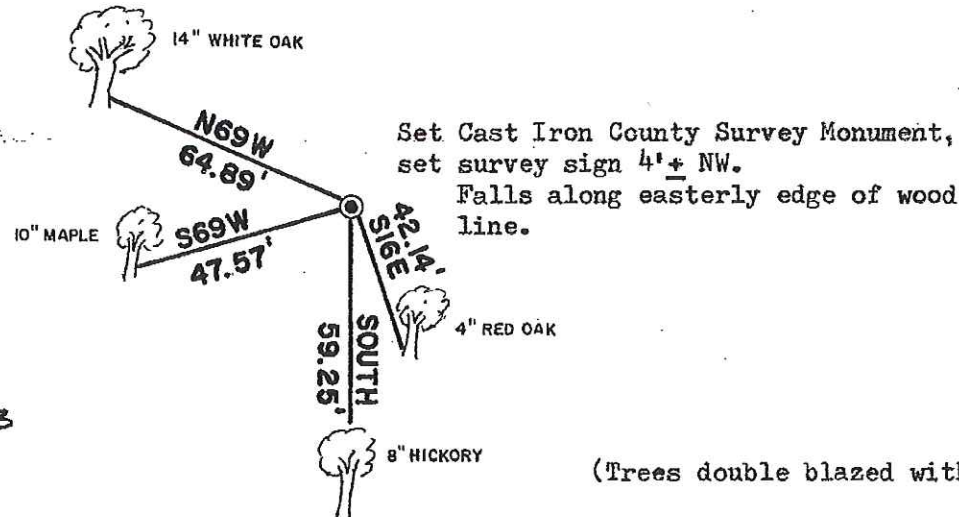 14" WHITE OAK
N69W
64.89'
Set Cast Iron County Survey Monument,
set survey sign 4'± NW.
Falls along easterly edge of wood
line.
10" MAPLE
S69W
47.57'
42.14'
S16E
4" RED OAK
SOUTH
59.25'
8" HICKORY
(Trees double blazed with